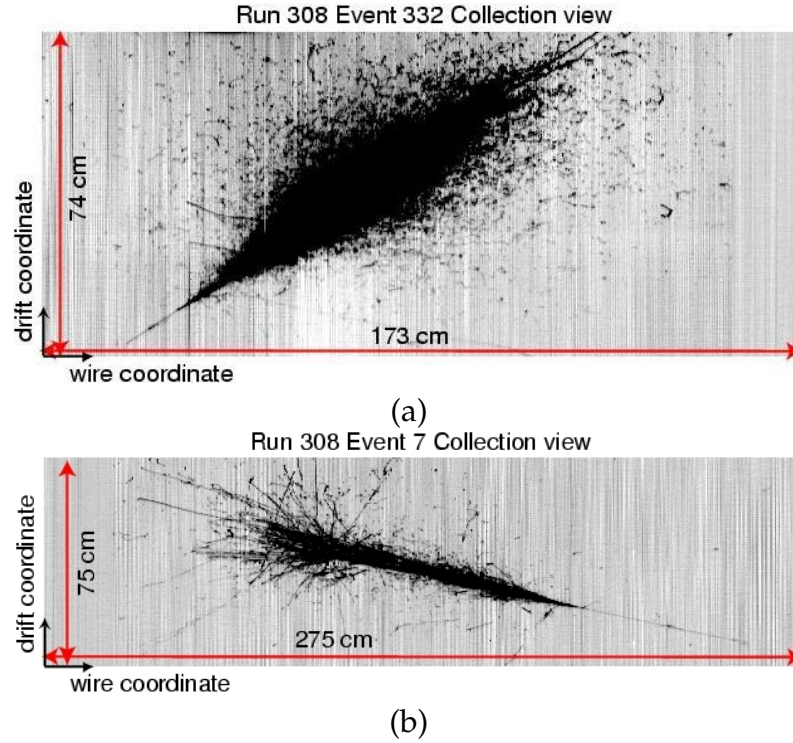 Run 308 Event 332 Collection view
74 cm
drift coordinate
173 cm
wire coordinate
(a)
Run 308 Event 7 Collection view
75 cm
drift coordinate
275 cm
wire coordinate
(b)